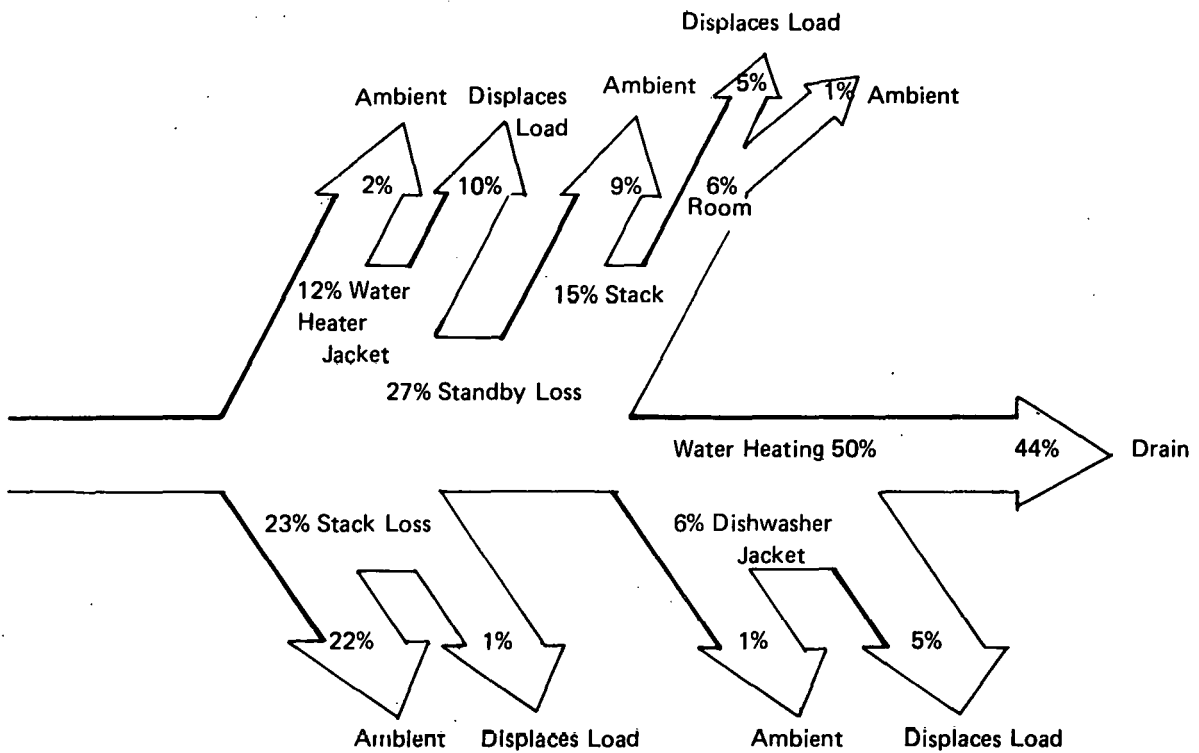 Displaces Load
5%
1%
Ambient
Ambient
Displaces
Load
Ambient
2%
10%
9%
6%
Room
12% Water
Heater
Jacket
15% Stack
27% Standby Loss
Water Heating 50%
44%
Drain
23% Stack Loss
6% Dishwasher
Jacket
22%
1%
1%
5%
Ambient
Displaces Load
Ambient
Displaces Load